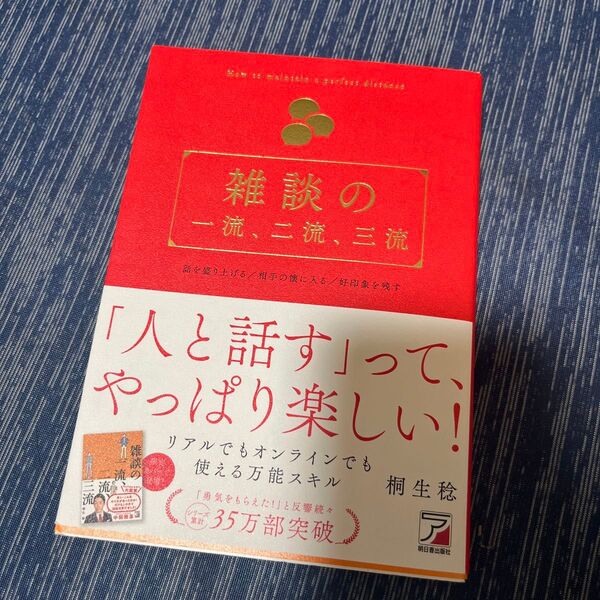 How to maintain a perfect distance
雑談の
一流、二流、三流
話を盛り上げる／相手の懐に入る／好印象を残す
「人と話す」って、
やっぱり楽しい!
リアルでもオンラインでも
使える万能スキル
桐生稔
「勇気をもらえた!」と反響続々
シリーズ累計
35万部突破
ア
明日香出版社
雑談の
一流、
二流、
三流